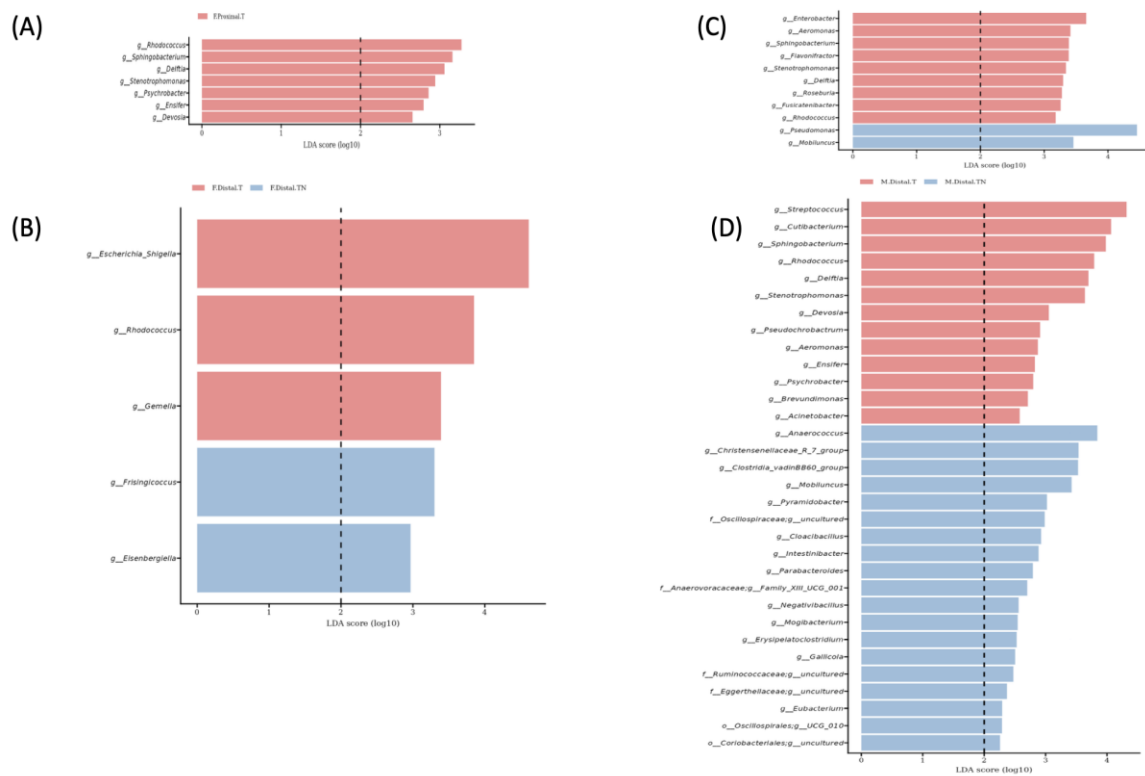 (A)
F.Proximal.T
g__Rhodococcus
g__Sphingobacterium
g__Delftia
g__Stenotrophomonas
g__Psychrobacter
g__Ensifer
g__Devosia
0 1 2 3
LDA score (log10)
(B)
F.Distal.T F.Distal.TN
g__Escherichia_Shigella
g__Rhodococcus
g__Gemella
g__Frisingicoccus
g__Eisenbergiella
0 1 2 3 4
LDA score (log10)
(C)
g__Enterobacter
g__Aeromonas
g__Sphingobacterium
g__Flavonifractor
g__Stenotrophomonas
g__Delftia
g__Roseburia
g__Fusicatenibacter
g__Rhodococcus
g__Pseudomonas
g__Mobiluncus
0 1 2 3 4
LDA score (log10)
(D)
M.Distal.T M.Distal.TN
g__Streptococcus
g__Cutibacterium
g__Sphingobacterium
g__Rhodococcus
g__Delftia
g__Stenotrophomonas
g__Devosia
g__Pseudochrobactrum
g__Aeromonas
g__Ensifer
g__Psychrobacter
g__Brevundimonas
g__Acinetobacter
g__Anaerococcus
g__Christensenellaceae_R_7_group
g__Clostridia_vadinBB60_group
g__Mobiluncus
g__Pyramidobacter
f__Oscillospiraceae;g__uncultured
g__Cloacibacillus
g__Intestinibacter
g__Parabacteroides
f__Anaerovoracaceae;g__Family_XIII_UCG_001
g__Negativibacillus
g__Mogibacterium
g__Erysipelatoclostridium
g__Gallicola
f__Ruminococcaceae;g__uncultured
f__Eggerthellaceae;g__uncultured
g__Eubacterium
o__Oscillospirales;g__UCG_010
o__Coriobacteriales;g__uncultured
0 1 2 3 4
LDA score (log10)